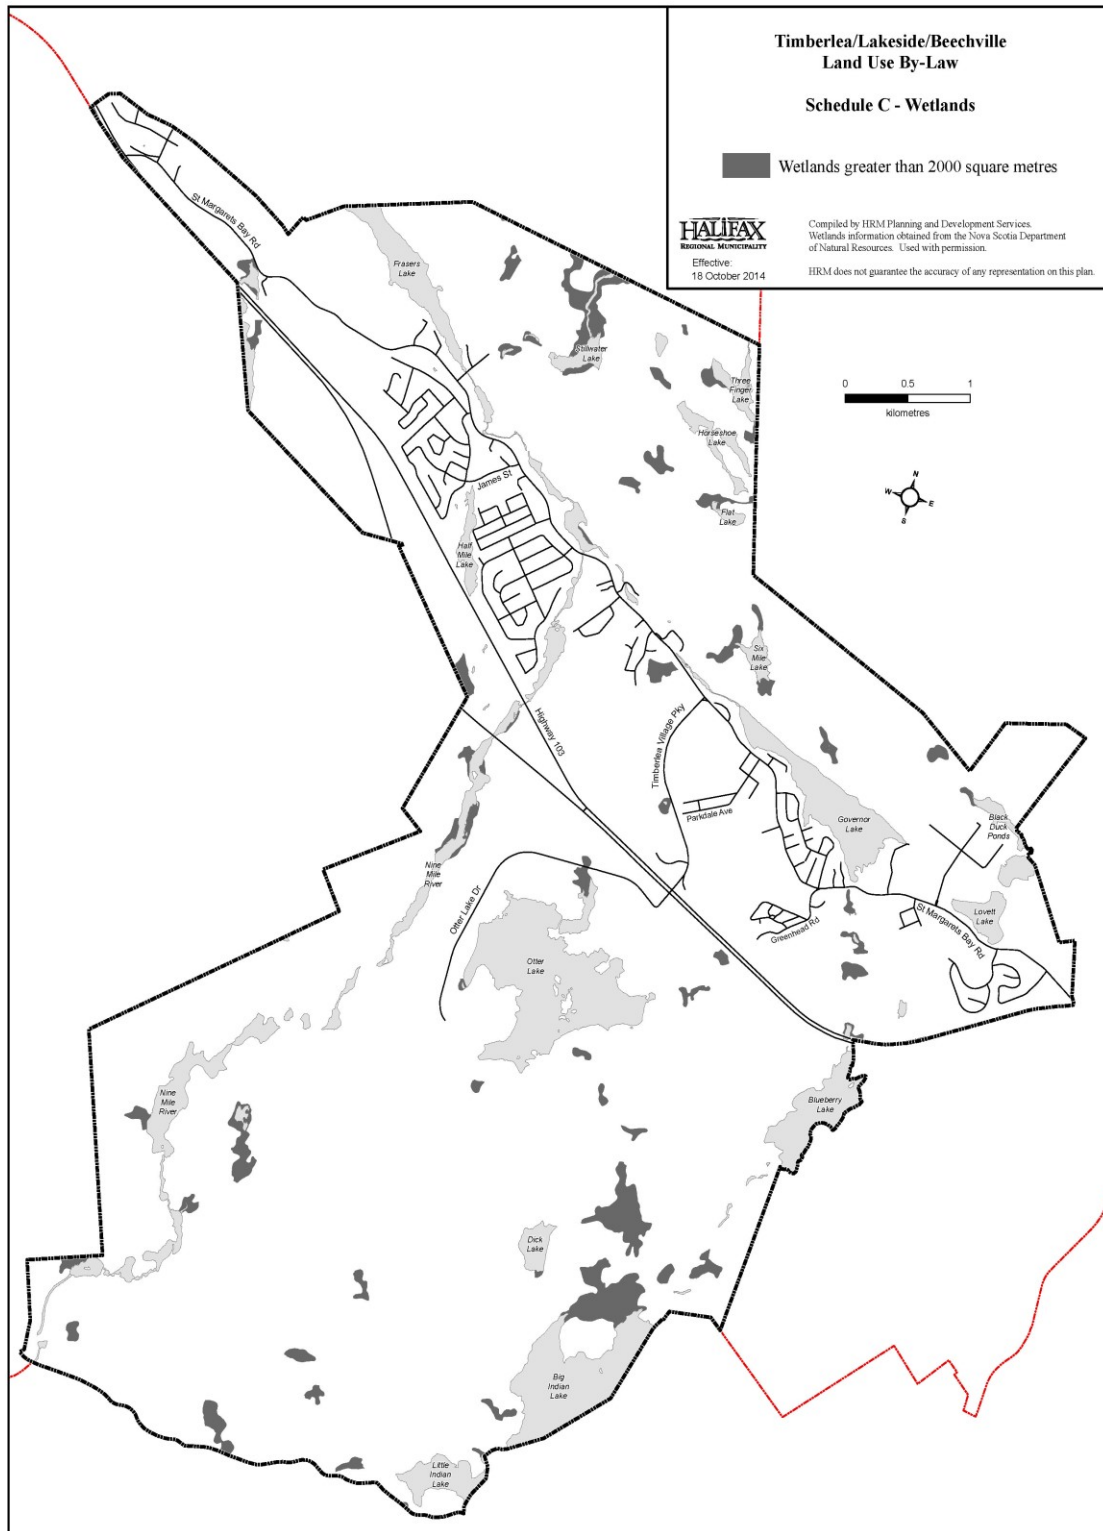 Timberlea/Lakeside/Beechville
Land Use By-Law
Schedule C - Wetlands
Wetlands greater than 2000 square metres
HALIFAX
REGIONAL MUNICIPALITY
Effective:
18 October 2014
Compiled by HRM Planning and Development Services.
Wetlands information obtained from the Nova Scotia Department
of Natural Resources. Used with permission.
HRM does not guarantee the accuracy of any representation on this plan.
St Margarets Bay Rd
Frasers
Lake
Stillwater
Lake
Three
Finger
Lake
0 0.5 1
kilometres
Horseshoe
Lake
James St
N
W
E
S
Flat
Lake
Half
Mile
Lake
Six
Mile
Lake
Highway 103
Timberlea Village Pky
Parkdale Ave
Governor
Lake
Black
Duck
Ponds
Nine
Mile
River
Otter Lake Dr
Greenhead Rd
St Margarets Bay Rd
Lovett
Lake
Otter
Lake
Nine
Mile
River
Blueberry
Lake
Dick
Lake
Big
Indian
Lake
Little
Indian
Lake